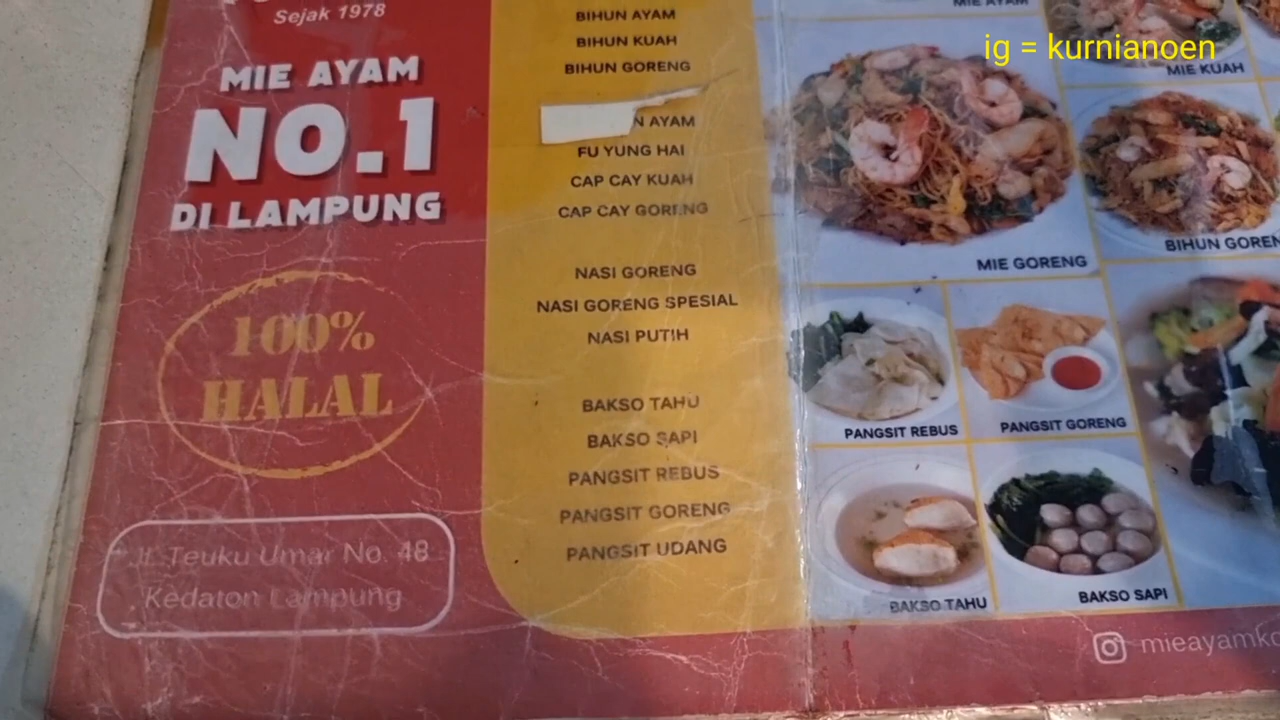 Sejak 1978
MIE AYAM
NO.1
DI LAMPUNG
100%
HALAL
Jl. Teuku Umar No. 48
Kedaton Lampung
BIHUN AYAM
BIHUN KUAH
BIHUN GORENG
AYAM
FU YUNG HAI
CAP CAY KUAH
CAP CAY GORENG
NASI GORENG
NASI GORENG SPESIAL
NASI PUTIH
BAKSO TAHU
BAKSO SAPI
PANGSIT REBUS
PANGSIT GORENG
PANGSIT UDANG
MIE AYAM
ig = kurnianoen
MIE KUAH
MIE GORENG
BIHUN GOREN
PANGSIT REBUS
PANGSIT GORENG
BAKSO TAHU
BAKSO SAPI
mieayamko